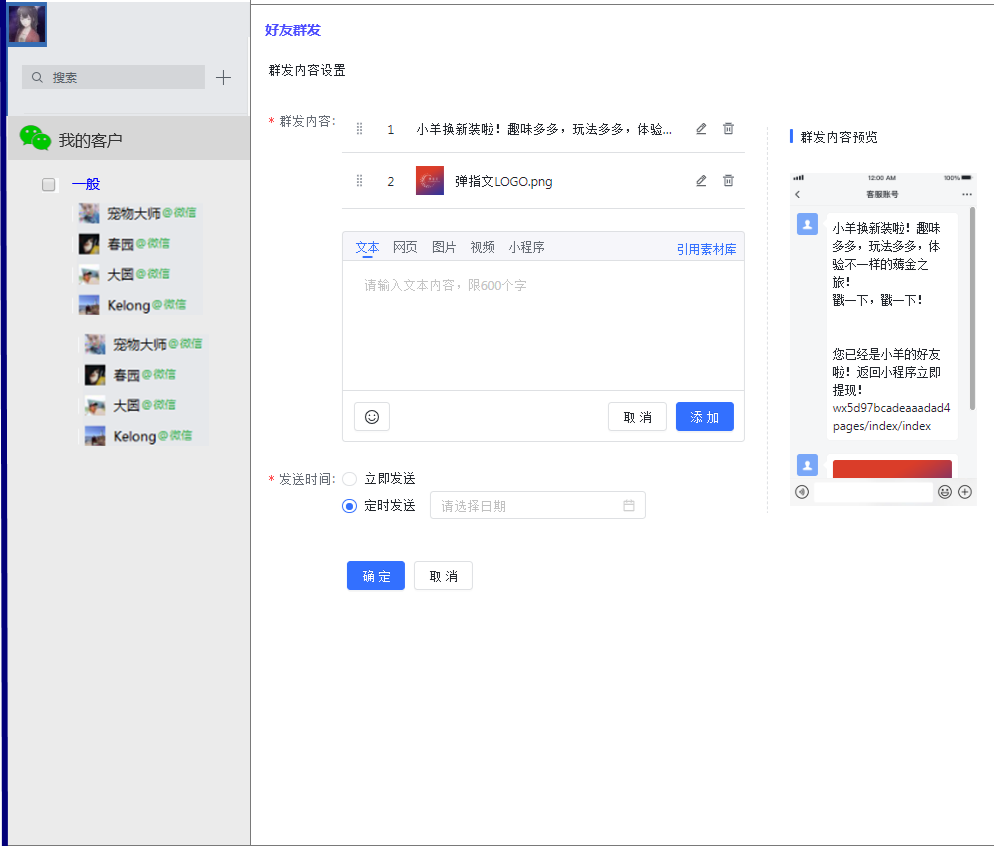 搜索
我的客户
一般
宠物大师@微信
春园@微信
大圆@微信
Kelong@微信
宠物大师@微信
春园@微信
大圆@微信
Kelong@微信
好友群发
群发内容设置
* 群发内容:
1 小羊换新装啦！趣味多多，玩法多多，体验...
2 弹指文LOGO.png
文本 网页 图片 视频 小程序 引用素材库
请输入文本内容，限600个字
取 消 添 加
* 发送时间: 立即发送
定时发送 请选择日期
确 定 取 消
群发内容预览
12:00 AM 100%
客服账号
小羊换新装啦！趣味
多多，玩法多多，体
验不一样的薅金之
旅！
戳一下，戳一下！
您已经是小羊的好友
啦！返回小程序立即
提现！
wx5d97bcadeaaadad4
pages/index/index